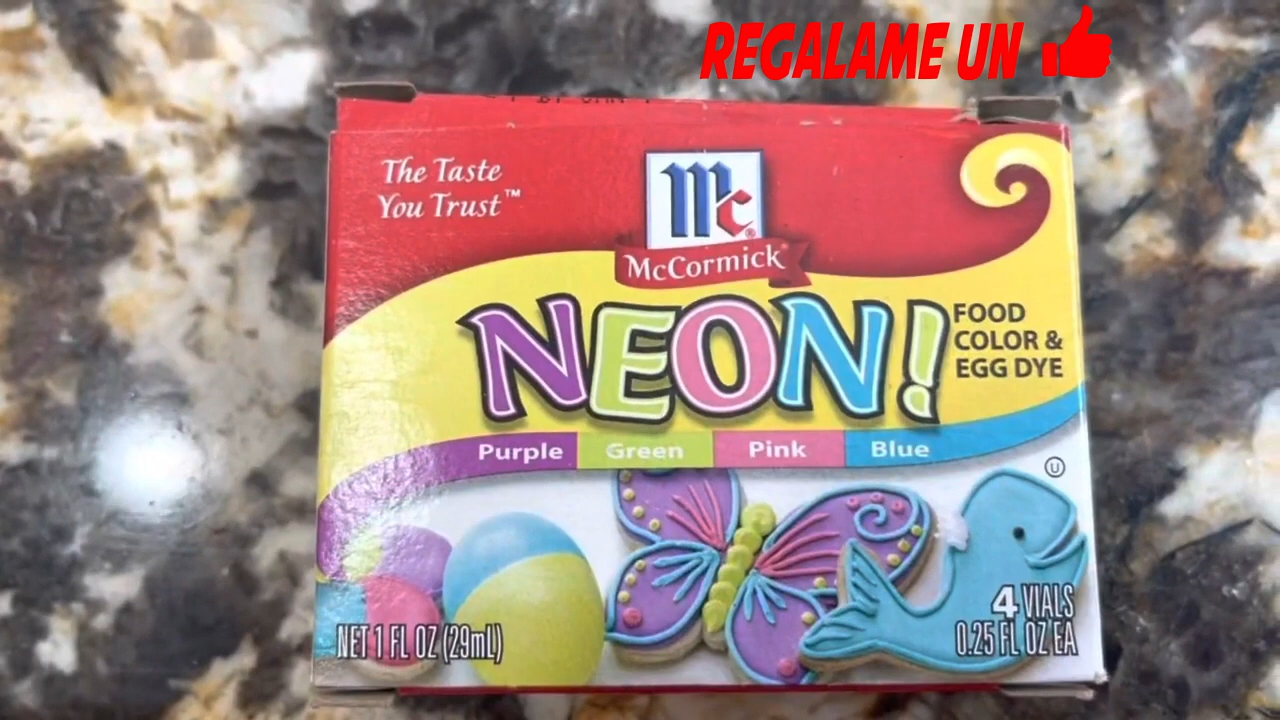 REGALAME UN
The Taste
You Trust™
Mc®
McCormick®
NEON!
FOOD
COLOR &
EGG DYE
Purple Green Pink Blue
U
4 VIALS
0.25 FL OZ EA
NET 1 FL OZ (29mL)